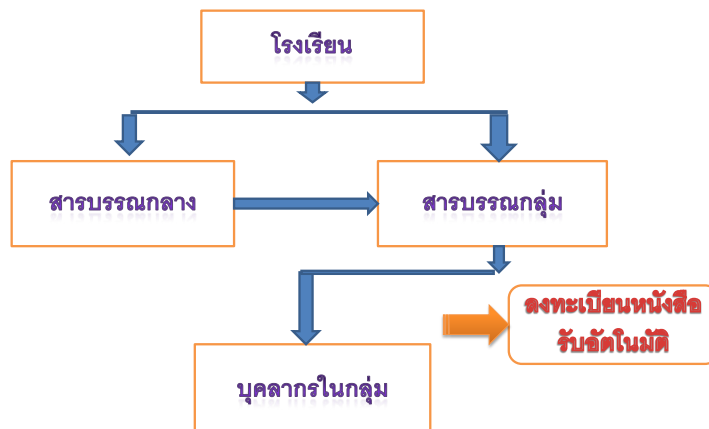 โรงเรียน
สารบรรณกลาง
สารบรรณกลุ่ม
ลงทะเบียนหนังสือ
รับอัตโนมัติ
บุคลากรในกลุ่ม